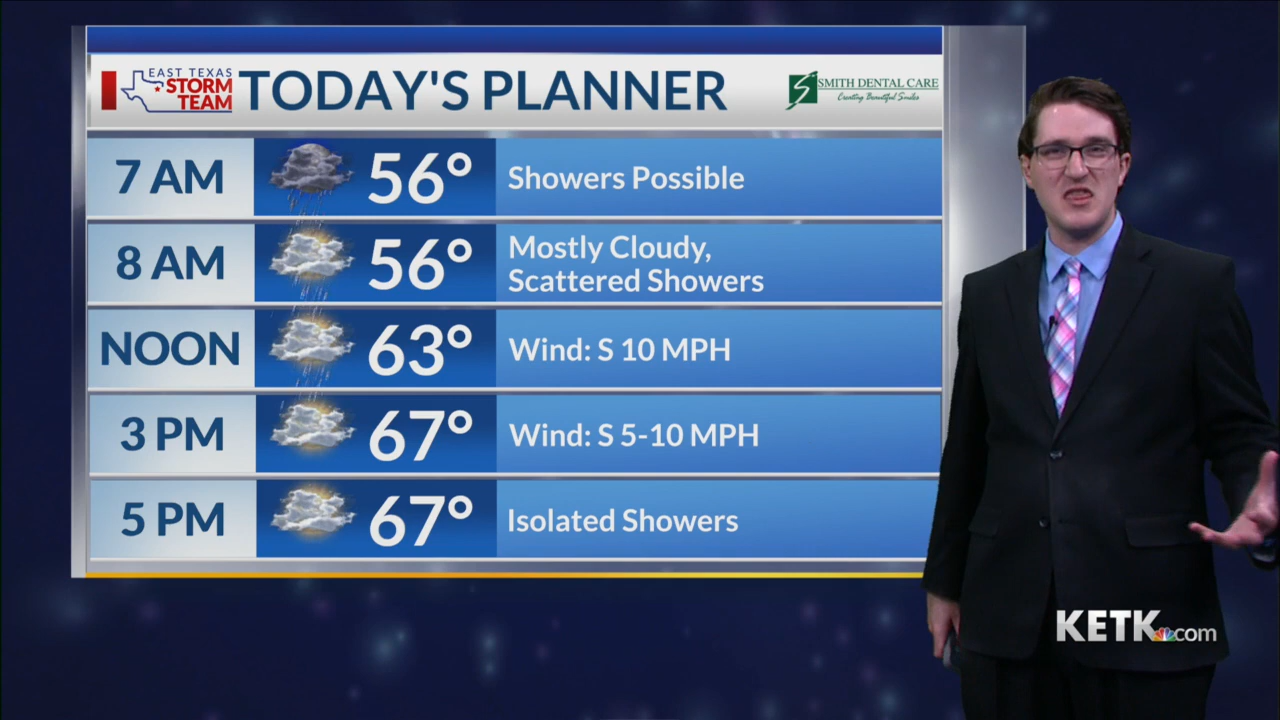 EAST TEXAS
STORM
TEAM
TODAY'S PLANNER
SMITH DENTAL CARE
Creating Beautiful Smiles
7 AM 56° Showers Possible
8 AM 56° Mostly Cloudy,
Scattered Showers
NOON 63° Wind: S 10 MPH
3 PM 67° Wind: S 5-10 MPH
5 PM 67° Isolated Showers
KETK.com